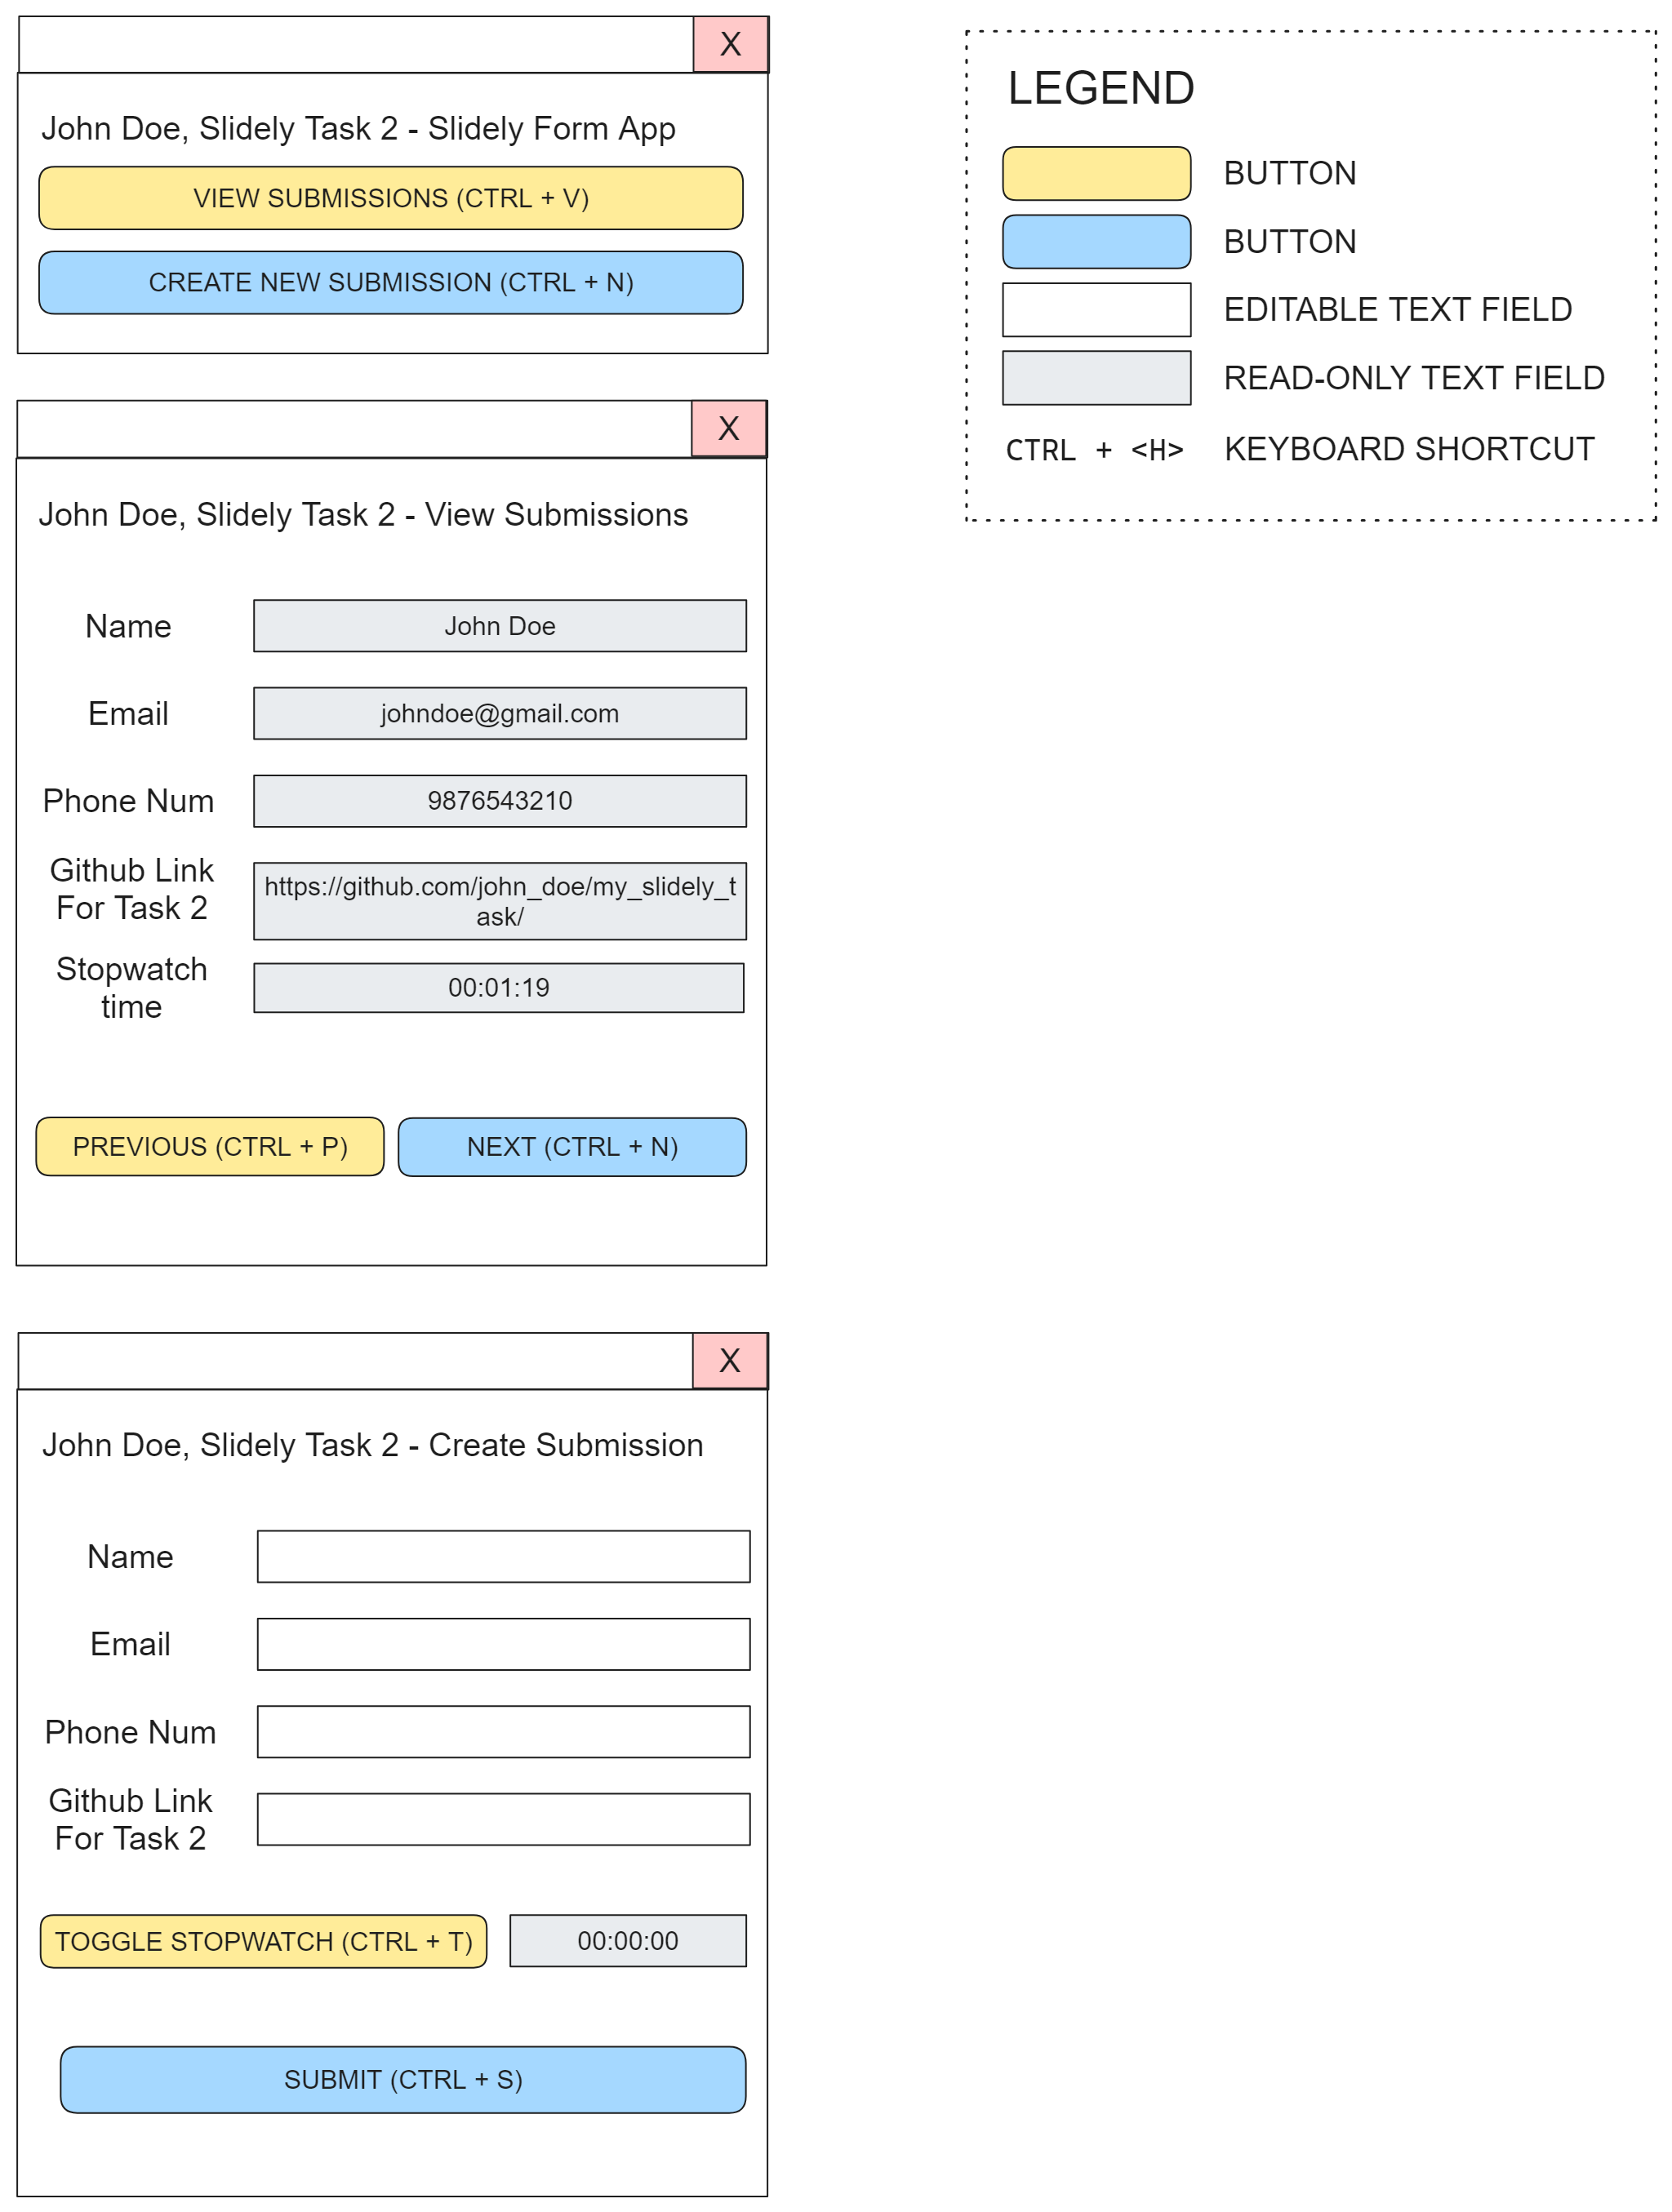 X
John Doe, Slidely Task 2 - Slidely Form App
VIEW SUBMISSIONS (CTRL + V)
CREATE NEW SUBMISSION (CTRL + N)
X
John Doe, Slidely Task 2 - View Submissions
Name
John Doe
Email
johndoe@gmail.com
Phone Num
9876543210
Github Link
For Task 2
https://github.com/john_doe/my_slidely_t
ask/
Stopwatch
time
00:01:19
PREVIOUS (CTRL + P)
NEXT (CTRL + N)
X
John Doe, Slidely Task 2 - Create Submission
Name
Email
Phone Num
Github Link
For Task 2
TOGGLE STOPWATCH (CTRL + T)
00:00:00
SUBMIT (CTRL + S)
LEGEND
BUTTON
BUTTON
EDITABLE TEXT FIELD
READ-ONLY TEXT FIELD
CTRL + <H>
KEYBOARD SHORTCUT